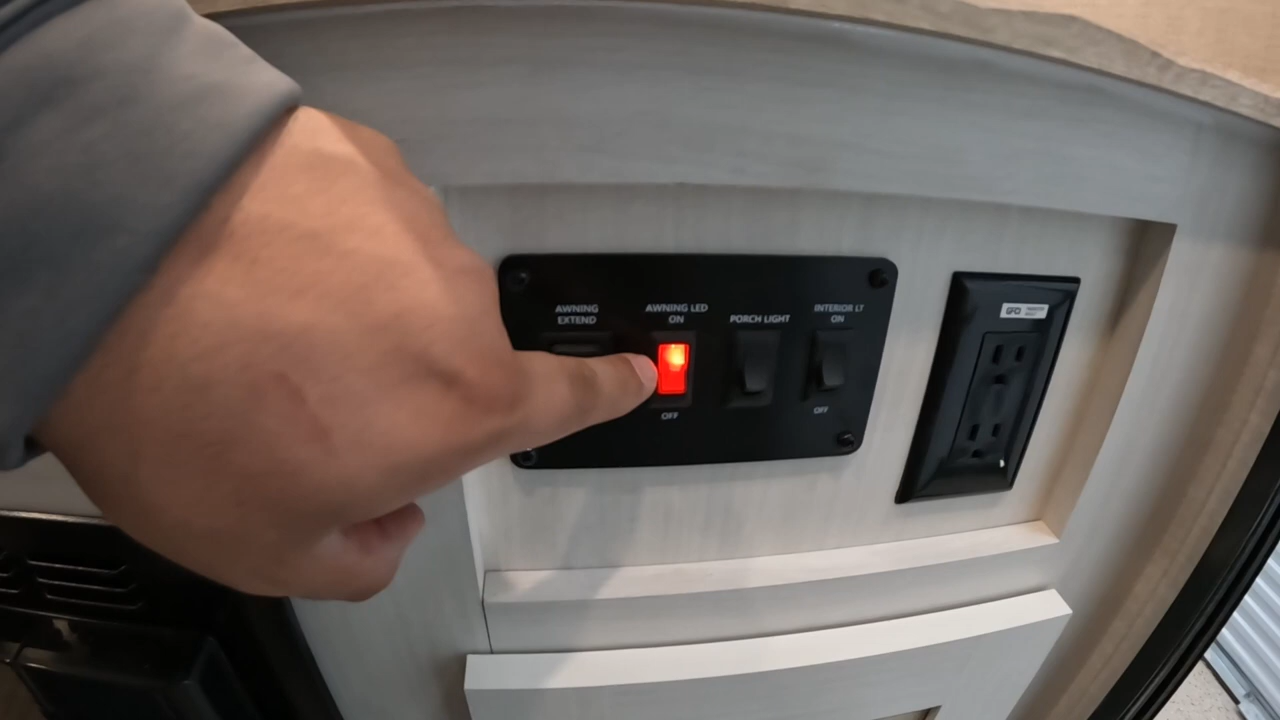 AWNING
EXTEND
AWNING LED
ON
OFF
PORCH LIGHT
INTERIOR LT
ON
OFF
GFCI